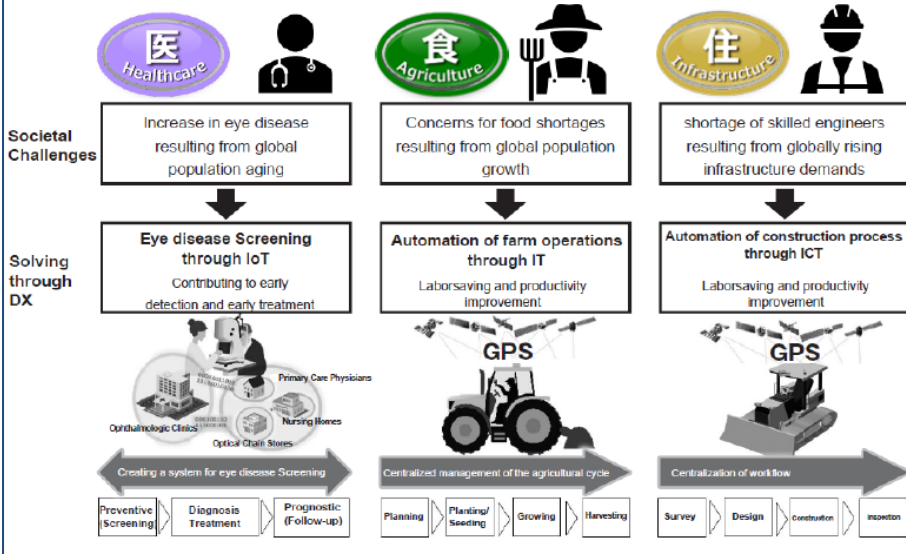 医
Healthcare
食
Agriculture
住
Infrastructure
Societal
Challenges
Increase in eye disease
resulting from global
population aging
Concerns for food shortages
resulting from global population
growth
shortage of skilled engineers
resulting from globally rising
infrastructure demands
Solving
through
DX
Eye disease Screening
through IoT
Contributing to early
detection and early treatment
Automation of farm operations
through IT
Laborsaving and productivity
improvement
Automation of construction process
through ICT
Laborsaving and productivity
improvement
Primary Care Physicians
Nursing Homes
Ophthalmologic Clinics
Optical Chain Stores
GPS
GPS
Creating a system for eye disease Screening
Centralized management of the agricultural cycle
Centralization of workflow
Preventive
(Screening)
Diagnosis
Treatment
Prognostic
(Follow-up)
Planning
Planting/
Seeding
Growing
Harvesting
Survey
Design
Construction
Inspection